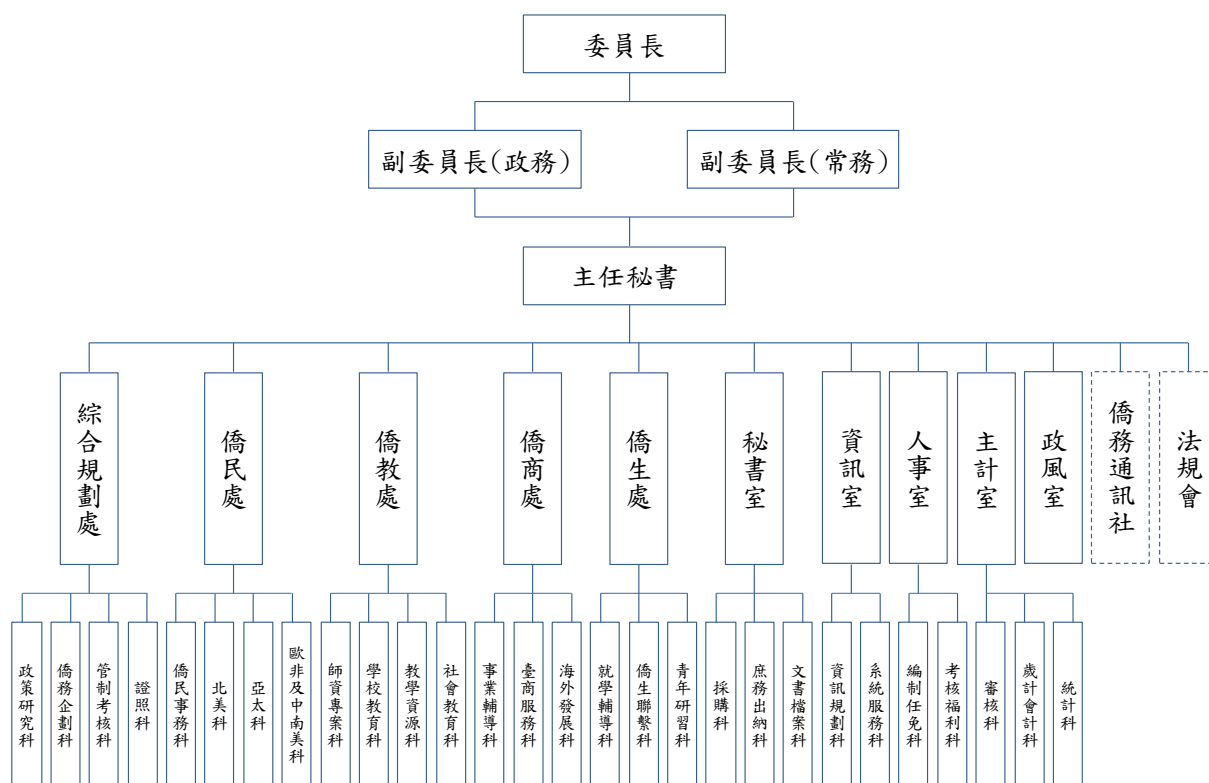 委員長
副委員長(政務)
副委員長(常務)
主任秘書
綜合規劃處
僑民處
僑教處
僑商處
僑生處
秘書室
資訊室
人事室
主計室
政風室
僑務通訊社
法規會
政策研究科
僑務企劃科
管制考核科
證照科
僑民事務科
北美科
亞太科
歐非及中南美科
師資專案科
學校教育科
教學資源科
社會教育科
事業輔導科
臺商服務科
海外發展科
就學輔導科
僑生聯繫科
青年研習科
採購科
庶務出納科
文書檔案科
資訊規劃科
系統服務科
編制任免科
考核福利科
審核科
歲計會計科
統計科